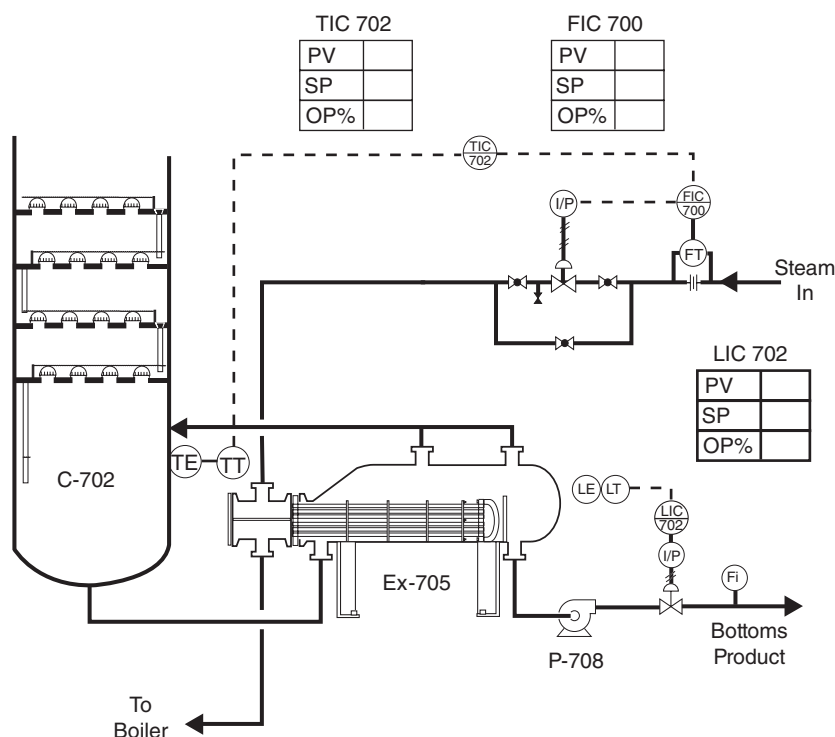 TIC 702
PV
SP
OP%
FIC 700
PV
SP
OP%
TIC
702
I/P
FIC
700
FT
Steam
In
LIC 702
PV
SP
OP%
C-702
TE
TT
LE
LT
LIC
702
I/P
Ex-705
Fi
P-708
Bottoms
Product
To
Boiler